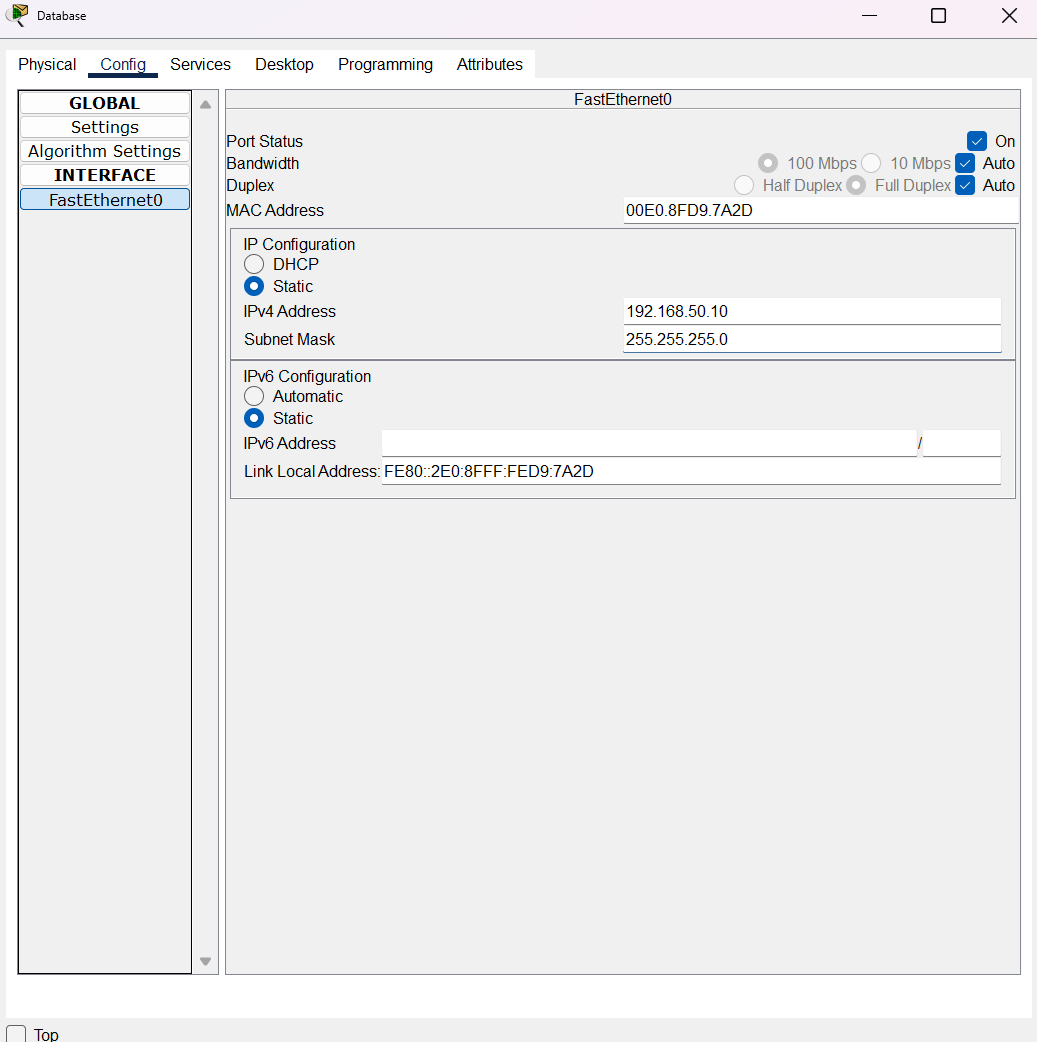 Database
Physical Config Services Desktop Programming Attributes
GLOBAL
Settings
Algorithm Settings
INTERFACE
FastEthernet0
FastEthernet0
Port Status On
Bandwidth 100 Mbps 10 Mbps Auto
Duplex Half Duplex Full Duplex Auto
MAC Address 00E0.8FD9.7A2D
IP Configuration
DHCP
Static
IPv4 Address 192.168.50.10
Subnet Mask 255.255.255.0
IPv6 Configuration
Automatic
Static
IPv6 Address /
Link Local Address: FE80::2E0:8FFF:FED9:7A2D
Top